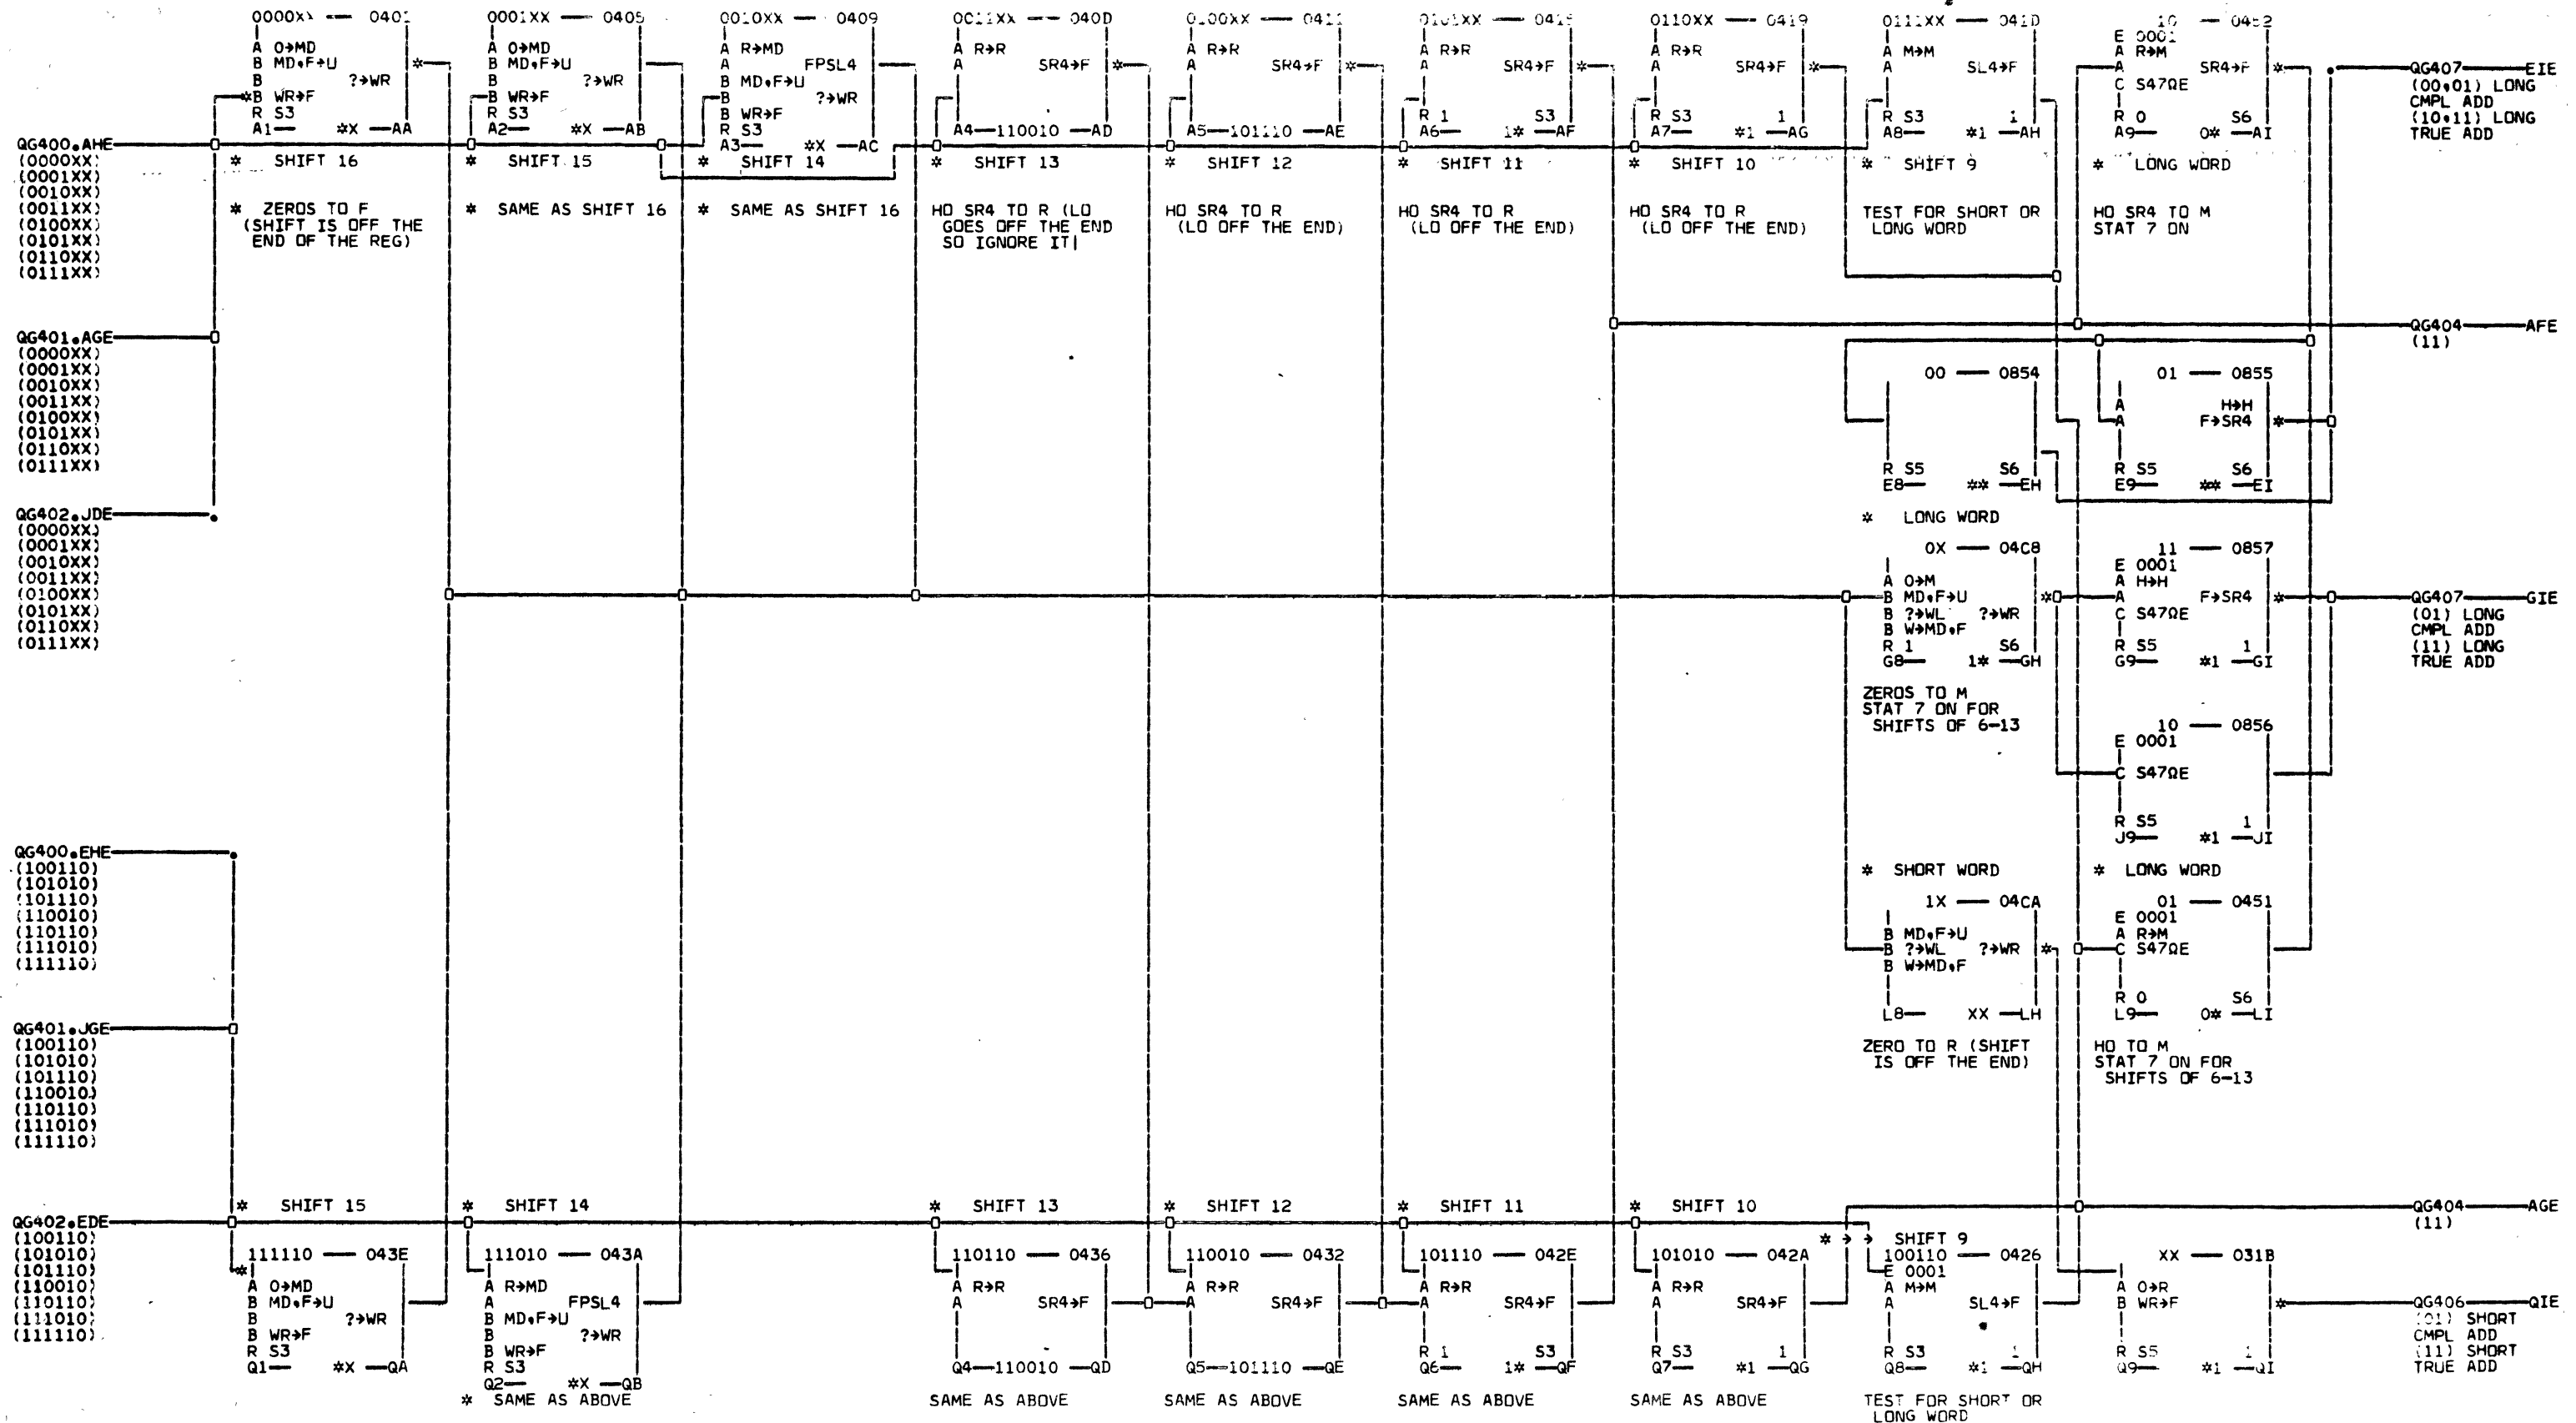 0000XX — 0401
A 0→MD
B MD,F→U *
B ?→WR
*B WR→F
R S3
A1— *X —AA
* SHIFT 16
* ZEROS TO F
(SHIFT IS OFF THE
END OF THE REG)
0001XX — 0405
A 0→MD
B MD,F→U
B ?→WR
B WR→F
R S3
A2— *X —AB
* SHIFT 15
* SAME AS SHIFT 16
0010XX — 0409
A R→MD
A FPSL4
B MD,F→U
B ?→WR
B WR→F
R S3
A3— *X —AC
* SHIFT 14
* SAME AS SHIFT 16
0011XX — 040D
A R→R
A SR4→F *
A4—110010 —AD
* SHIFT 13
HO SR4 TO R (LO
GOES OFF THE END
SO IGNORE IT|
0100XX — 0411
A R→R
A SR4→F *
A5—101110 —AE
* SHIFT 12
HO SR4 TO R
(LO OFF THE END)
0101XX — 0415
A R→R
A SR4→F *
R 1 S3
A6— 1* —AF
* SHIFT 11
HO SR4 TO R
(LO OFF THE END)
0110XX — 0419
A R→R
A SR4→F *
R S3 1
A7— *1 —AG
* SHIFT 10
HO SR4 TO R
(LO OFF THE END)
0111XX — 041D
A M→M
A SL4→F
R S3 1
A8— *1 —AH
* SHIFT 9
TEST FOR SHORT OR
LONG WORD
10 — 0452
E 0001
A R→M
A SR4→F *
C S47ΩE
R 0 S6
A9— 0* —AI
* LONG WORD
HO SR4 TO M
STAT 7 ON
QG407—EIE
(00,01) LONG
CMPL ADD
(10,11) LONG
TRUE ADD
QG400.AHE
(0000XX)
(0001XX)
(0010XX)
(0011XX)
(0100XX)
(0101XX)
(0110XX)
(0111XX)
QG401.AGE
(0000XX)
(0001XX)
(0010XX)
(0011XX)
(0100XX)
(0101XX)
(0110XX)
(0111XX)
QG404—AFE
(11)
00 — 0854
R S5 S6
E8— ** —EH
01 — 0855
A H→H
A F→SR4 *
R S5 S6
E9— ** —EI
QG402.JDE
(0000XX)
(0001XX)
(0010XX)
(0011XX)
(0100XX)
(0101XX)
(0110XX)
(0111XX)
* LONG WORD
0X — 04C8
A 0→M
B MD,F→U *
B ?→WL ?→WR
B W→MD,F
R 1 S6
G8— 1* —GH
ZEROS TO M
STAT 7 ON FOR
SHIFTS OF 6-13
11 — 0857
E 0001
A H→H
A F→SR4 *
C S47ΩE
R S5 1
G9— *1 —GI
QG407—GIE
(01) LONG
CMPL ADD
(11) LONG
TRUE ADD
10 — 0856
E 0001
C S47ΩE
R S5 1
J9— *1 —JI
QG400.EHE
(100110)
(101010)
(101110)
(110010)
(110110)
(111010)
(111110)
* SHORT WORD
1X — 04CA
B MD,F→U
B ?→WL ?→WR *
B W→MD,F
L8— XX —LH
ZERO TO R (SHIFT
IS OFF THE END)
* LONG WORD
01 — 0451
E 0001
A R→M
C S47ΩE
R 0 S6
L9— 0* —LI
HO TO M
STAT 7 ON FOR
SHIFTS OF 6-13
QG401.JGE
(100110)
(101010)
(101110)
(110010)
(110110)
(111010)
(111110)
QG402.EDE
(100110)
(101010)
(101110)
(110010)
(110110)
(111010)
(111110)
* SHIFT 15
111110 — 043E
*
A 0→MD
B MD,F→U
B ?→WR
B WR→F
R S3
Q1— *X —QA
* SHIFT 14
111010 — 043A
A R→MD
A FPSL4
B MD,F→U
B ?→WR
B WR→F
R S3
Q2— *X —QB
* SAME AS ABOVE
* SHIFT 13
110110 — 0436
A R→R
A SR4→F
Q4—110010 —QD
SAME AS ABOVE
* SHIFT 12
110010 — 0432
A R→R
A SR4→F
Q5—101110 —QE
SAME AS ABOVE
* SHIFT 11
101110 — 042E
A R→R
A SR4→F
R 1 S3
Q6— 1* —QF
SAME AS ABOVE
* SHIFT 10
101010 — 042A
A R→R
A SR4→F
R S3 1
Q7— *1 —QG
SAME AS ABOVE
* SHIFT 9
100110 — 0426
E 0001
A M→M
A SL4→F
R S3 1
Q8— *1 —QH
TEST FOR SHORT OR
LONG WORD
XX — 031B
A 0→R
B WR→F *
R S5 1
Q9— *1 —QI
QG404—AGE
(11)
QG406—QIE
(01) SHORT
CMPL ADD
(11) SHORT
TRUE ADD